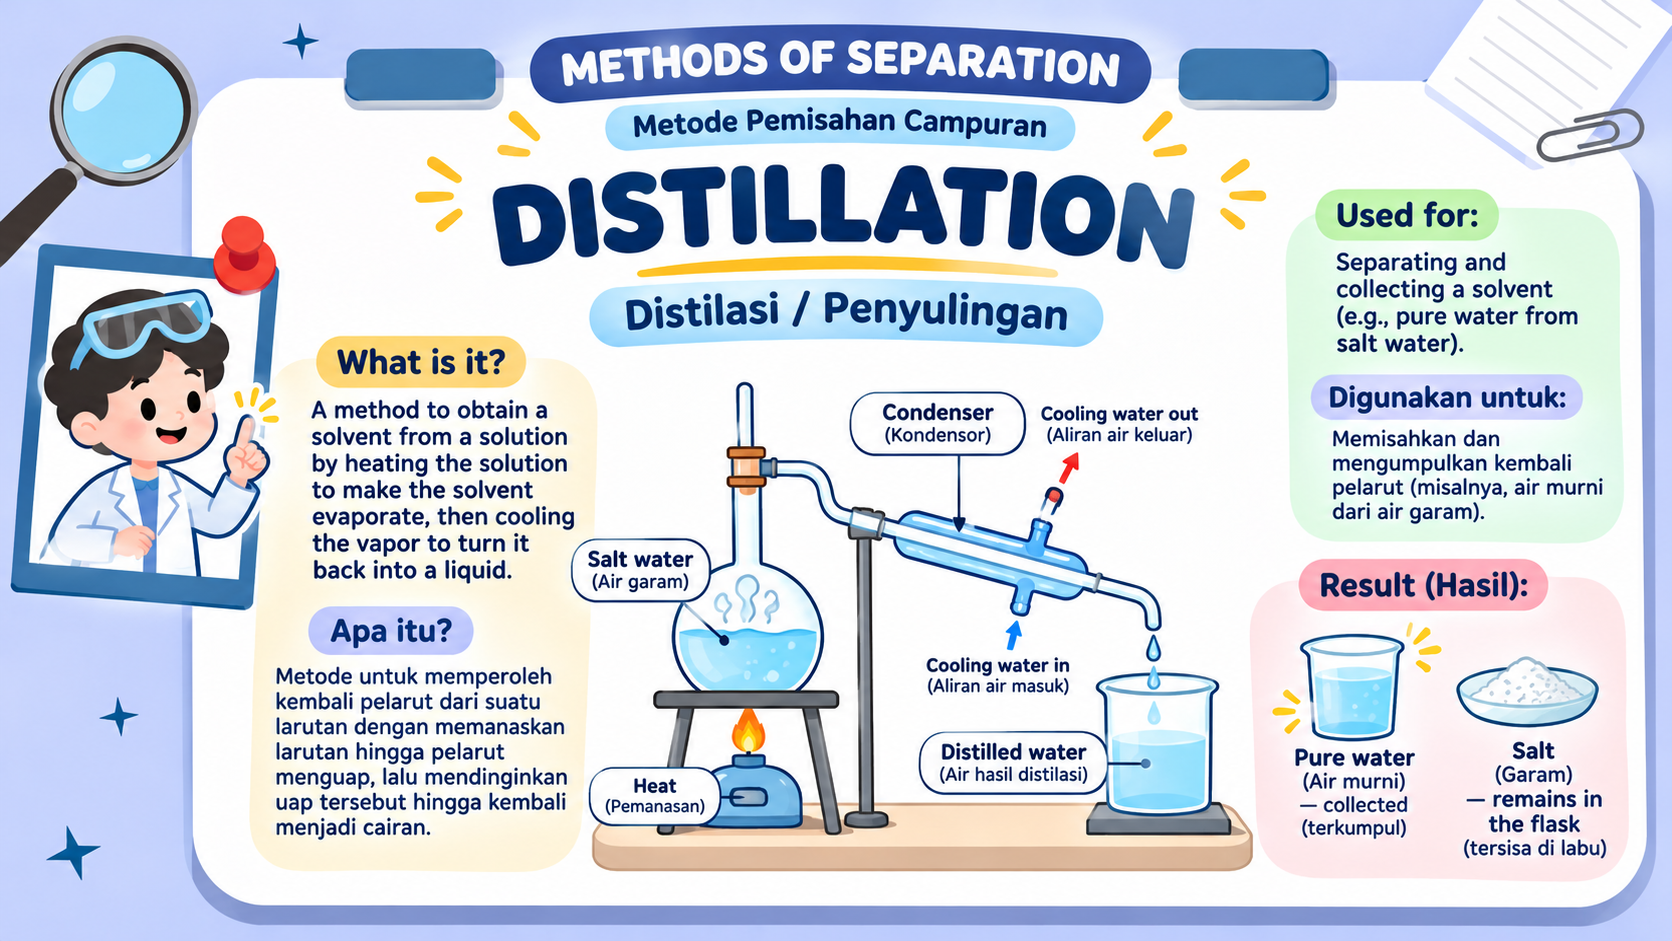 METHODS OF SEPARATION
Metode Pemisahan Campuran
DISTILLATION
Distilasi / Penyulingan
What is it?
A method to obtain a
solvent from a solution
by heating the solution
to make the solvent
evaporate, then cooling
the vapor to turn it
back into a liquid.
Apa itu?
Metode untuk memperoleh
kembali pelarut dari suatu
larutan dengan memanaskan
larutan hingga pelarut
menguap, lalu mendinginkan
uap tersebut hingga kembali
menjadi cairan.
Condenser
(Kondensor)
Cooling water out
(Aliran air keluar)
Salt water
(Air garam)
Cooling water in
(Aliran air masuk)
Distilled water
(Air hasil distilasi)
Heat
(Pemanasan)
Used for:
Separating and
collecting a solvent
(e.g., pure water from
salt water).
Digunakan untuk:
Memisahkan dan
mengumpulkan kembali
pelarut (misalnya, air murni
dari air garam).
Result (Hasil):
Pure water
(Air murni)
— collected
(terkumpul)
Salt
(Garam)
— remains in
the flask
(tersisa di labu)